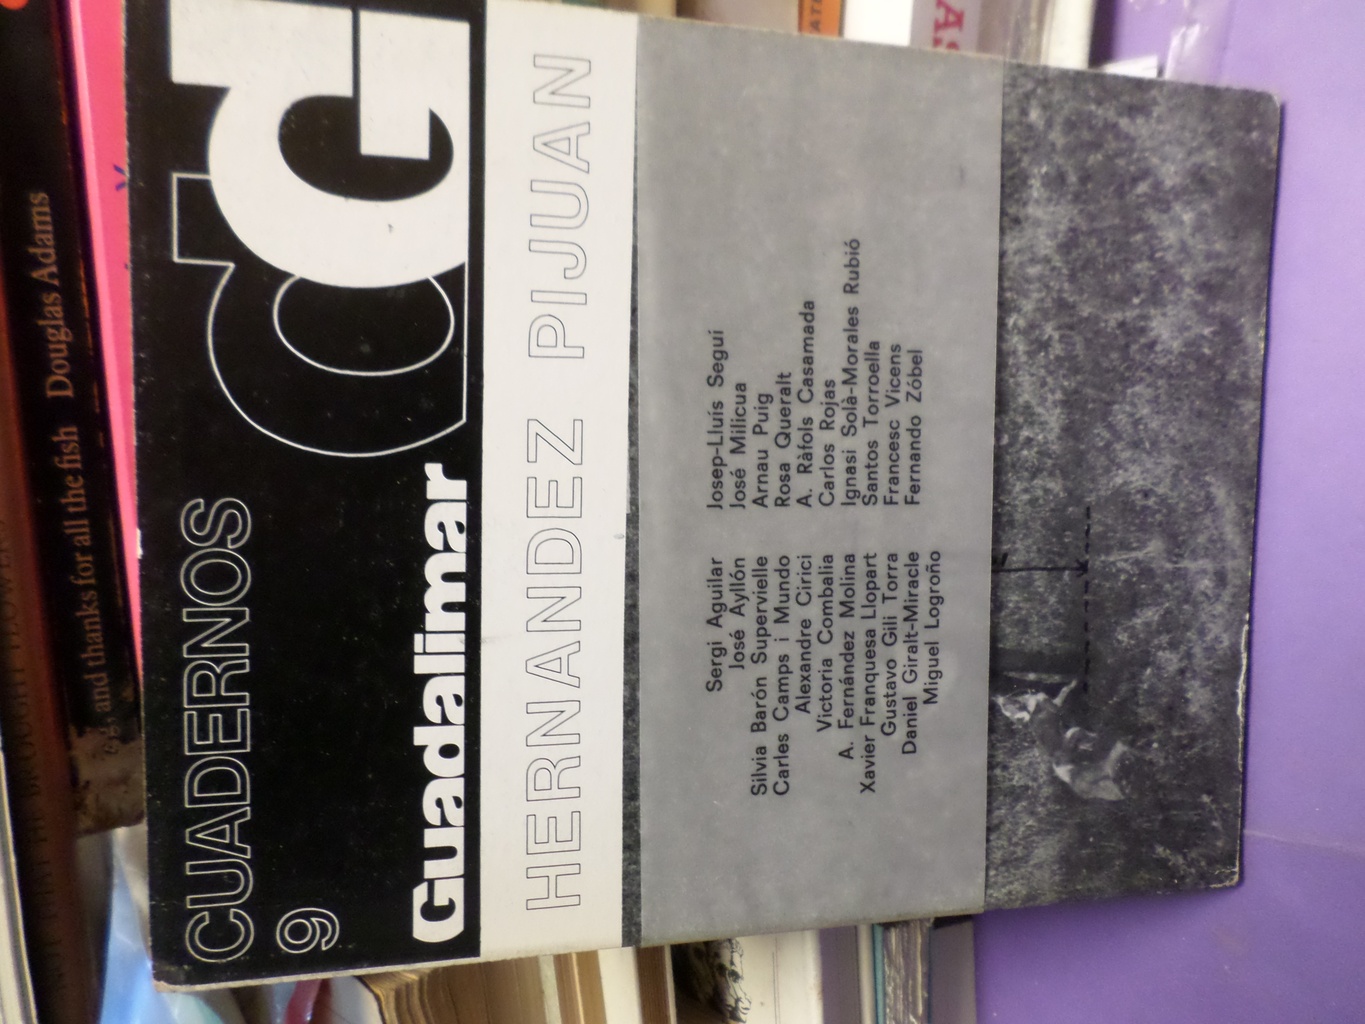 CUADERNOS
9
CG
Guadalimar
HERNANDEZ PIJUAN
Sergi Aguilar
José Ayllón
Silvia Barón Supervielle
Carles Camps i Mundo
Alexandre Cirici
Victoria Combalia
A. Fernández Molina
Xavier Franquesa Llopart
Gustavo Gili Torra
Daniel Giralt-Miracle
Miguel Logroño
Josep-Lluís Seguí
José Milicua
Arnau Puig
Rosa Queralt
A. Ràfols Casamada
Carlos Rojas
Ignasi Solà-Morales Rubió
Santos Torroella
Francesc Vicens
Fernando Zóbel
and thanks for all the fish Douglas Adams